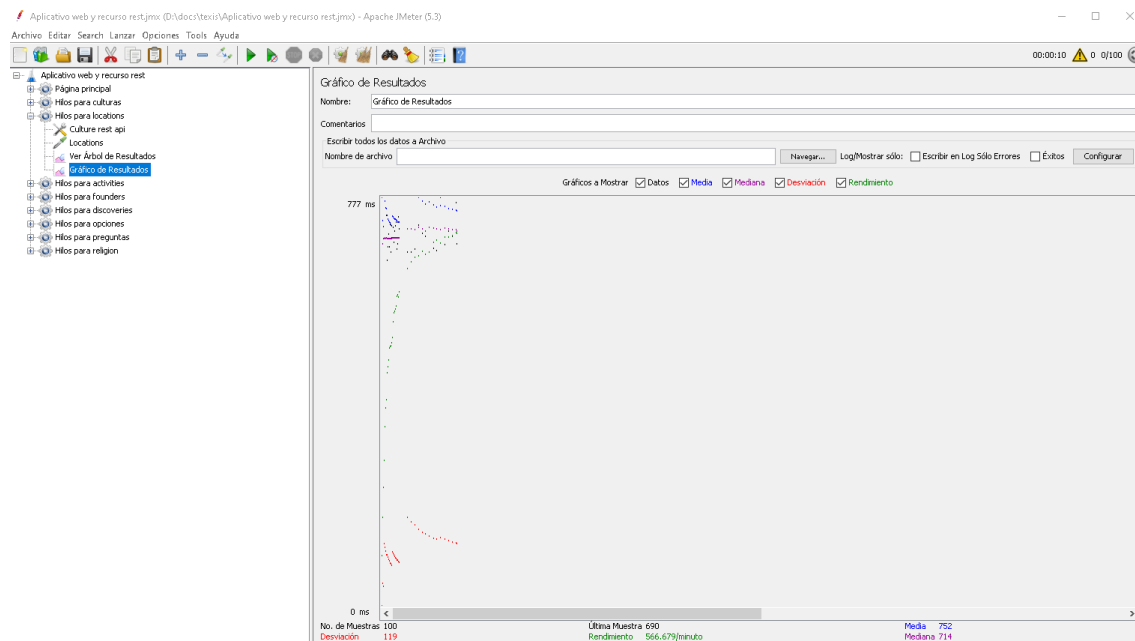 Aplicativo web y recurso rest.jmx (D:\docs\texis\Aplicativo web y recurso rest.jmx) - Apache JMeter (5.3)
Archivo Editar Search Lanzar Opciones Tools Ayuda
00:00:10 0 0/100
Aplicativo web y recurso rest
Página principal
Hilos para culturas
Hilos para locations
Culture rest api
Locations
Ver Árbol de Resultados
Gráfico de Resultados
Hilos para activities
Hilos para founders
Hilos para discoveries
Hilos para opciones
Hilos para preguntas
Hilos para religion
Gráfico de Resultados
Nombre: Gráfico de Resultados
Comentarios
Escribir todos los datos a Archivo
Nombre de archivo Navegar... Log/Mostrar sólo: Escribir en Log Sólo Errores Éxitos Configurar
Gráficos a Mostrar Datos Media Mediana Desviación Rendimiento
777 ms
0 ms
No. de Muestras 100 Última Muestra 690 Media 752
Desviación 119 Rendimiento 566.679/minuto Mediana 714